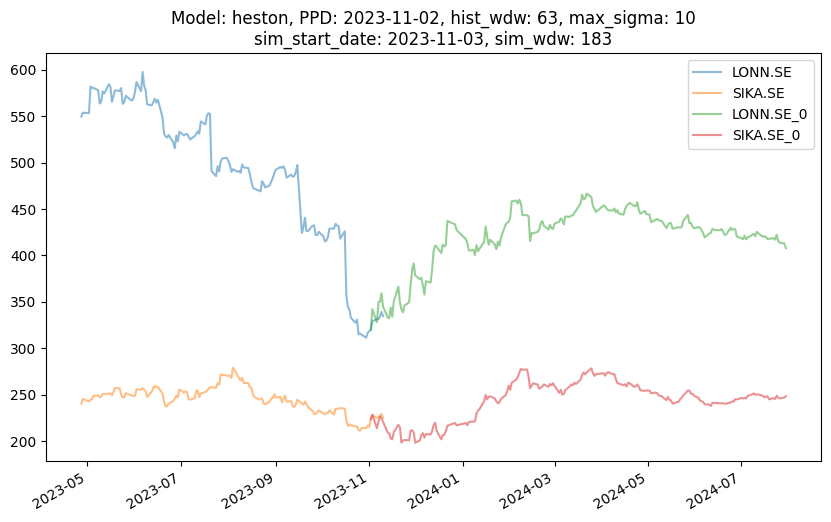 Model: heston, PPD: 2023-11-02, hist_wdw: 63, max_sigma: 10
sim_start_date: 2023-11-03, sim_wdw: 183
LONN.SE
SIKA.SE
LONN.SE_0
SIKA.SE_0
600
550
500
450
400
350
300
250
200
2023-05
2023-07
2023-09
2023-11
2024-01
2024-03
2024-05
2024-07